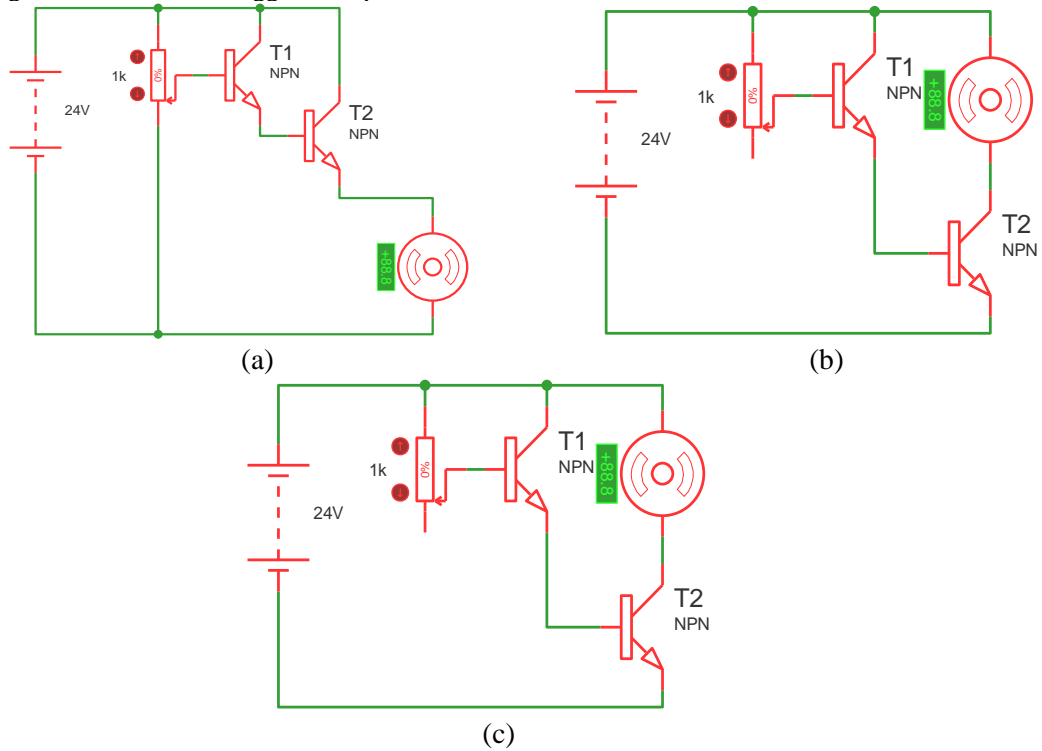 T1
NPN
1k
0%
24V
T2
NPN
+88.8
(a)
T1
NPN
1k
0%
+88.8
24V
T2
NPN
(b)
T1
NPN
1k
0%
+88.8
24V
T2
NPN
(c)